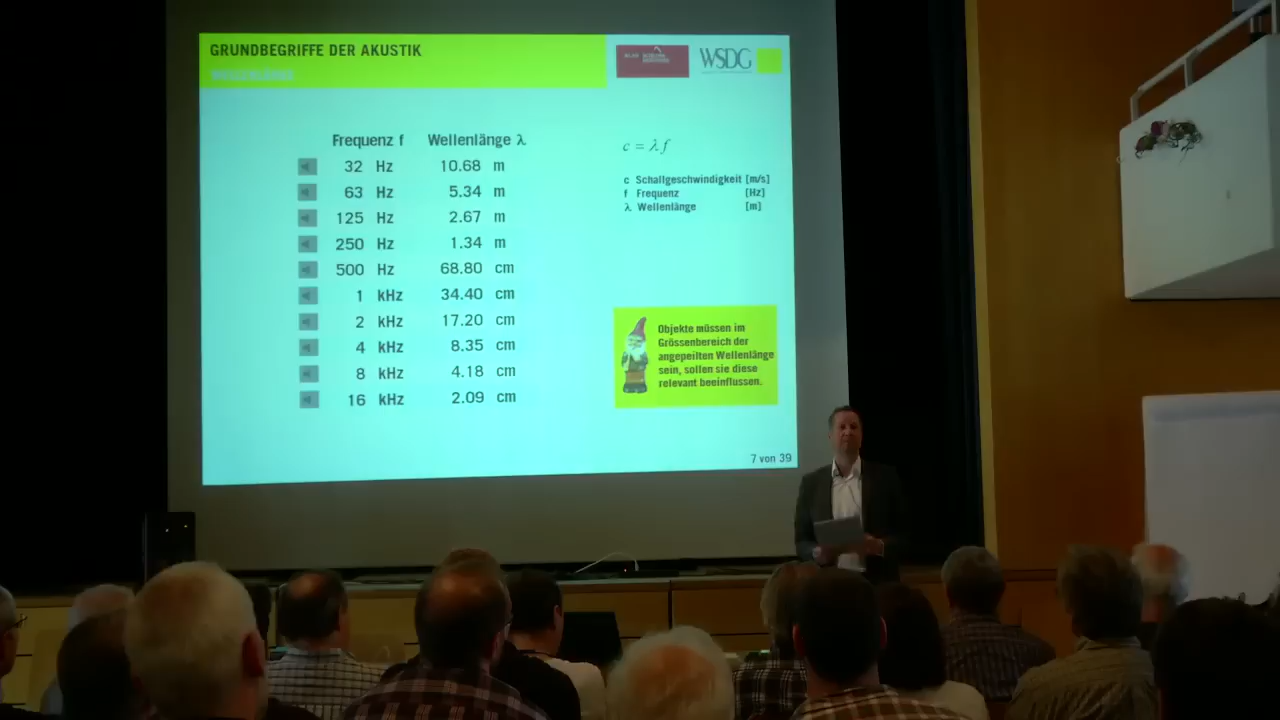 GRUNDBEGRIFFE DER AKUSTIK
WELLENLÄNGE
WSDG
Frequenz f Wellenlänge λ
32 Hz 10.68 m
63 Hz 5.34 m
125 Hz 2.67 m
250 Hz 1.34 m
500 Hz 68.80 cm
1 kHz 34.40 cm
2 kHz 17.20 cm
4 kHz 8.35 cm
8 kHz 4.18 cm
16 kHz 2.09 cm
c = λ f
c Schallgeschwindigkeit [m/s]
f Frequenz [Hz]
λ Wellenlänge [m]
Objekte müssen im
Grössenbereich der
angepeilten Wellenlänge
sein, sollen sie diese
relevant beeinflussen.
7 von 39